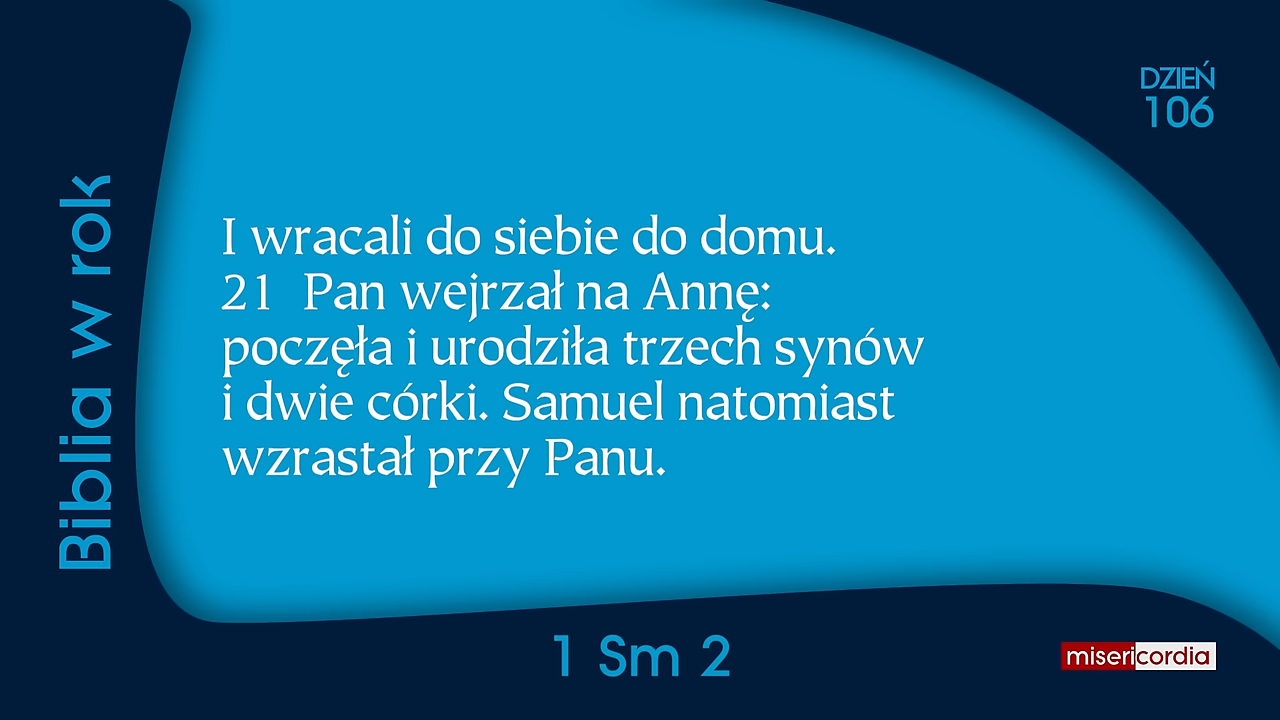 DZIEŃ
106
Biblia w rok
I wracali do siebie do domu.
21 Pan wejrzał na Annę:
poczęła i urodziła trzech synów
i dwie córki. Samuel natomiast
wzrastał przy Panu.
1 Sm 2
misericordia